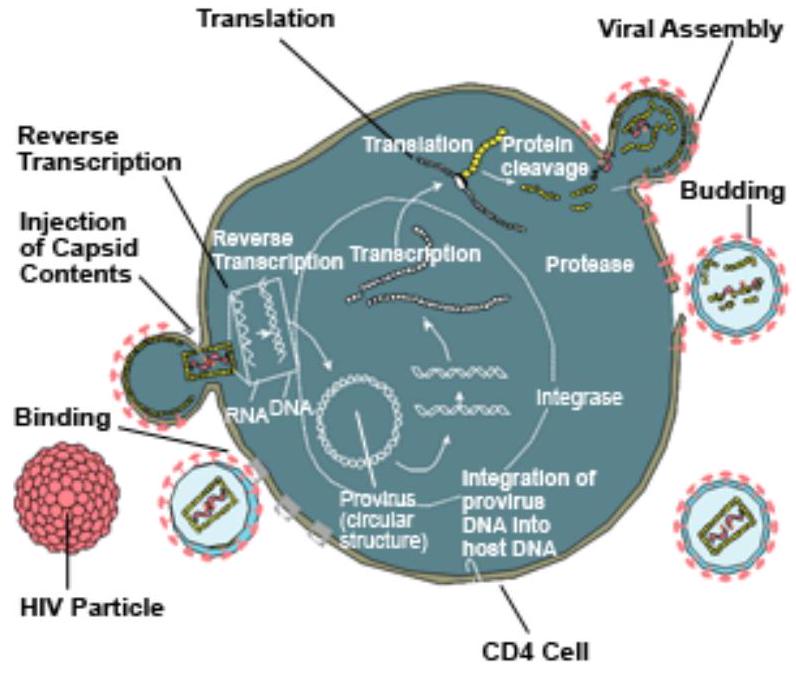 Translation
Viral Assembly
Reverse
Transcription
Translation
Protein
cleavage
Budding
Injection
of Capsid
Contents
Reverse
Transcription
Transcription
Protease
RNA
DNA
Integrase
Binding
Provirus
(circular
structure)
Integration of
provirus
DNA into
host DNA
HIV Particle
CD4 Cell